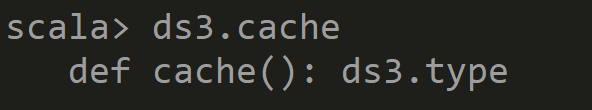 scala> ds3.cache
def cache(): ds3.type